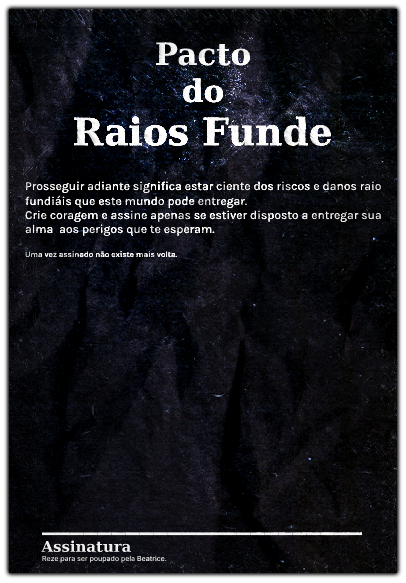 Pacto
do
Raios Funde
Prosseguir adiante significa estar ciente dos riscos e danos raio
fundiáis que este mundo pode entregar.
Crie coragem e assine apenas se estiver disposto a entregar sua
alma aos perigos que te esperam.
Uma vez assinado não existe mais volta.
Assinatura
Reze para ser poupado pela Beatrice.